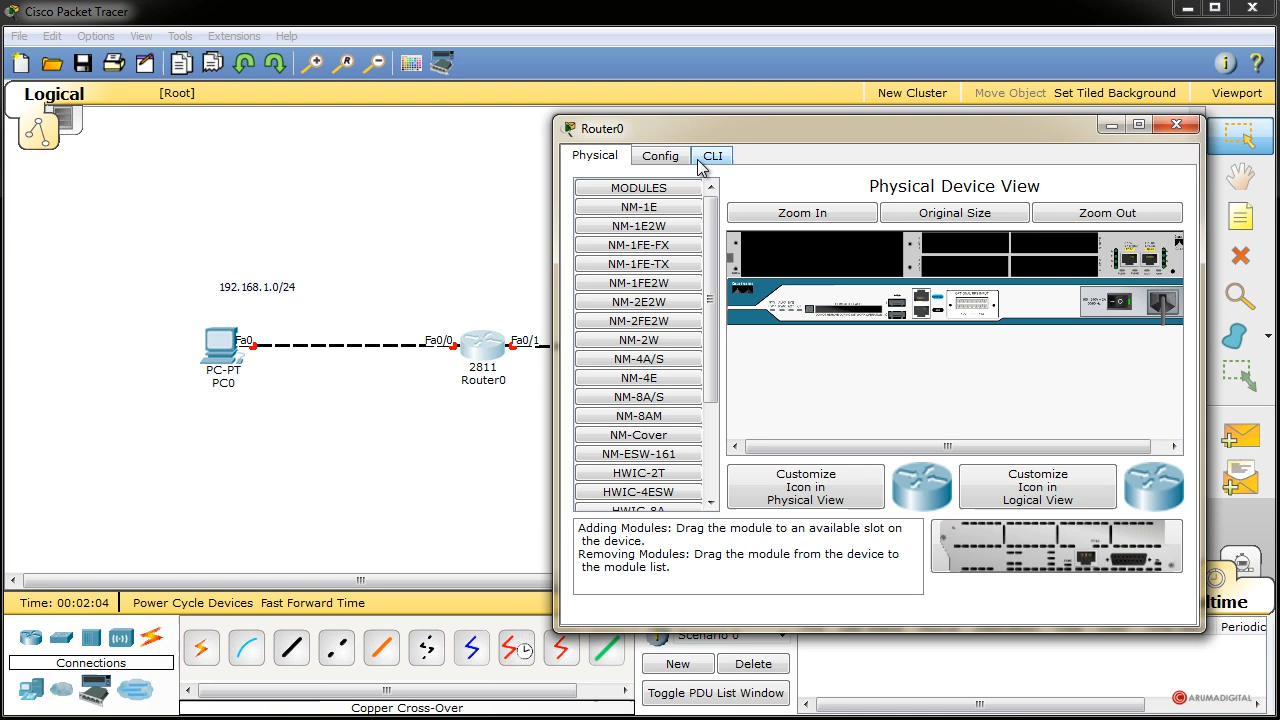 Cisco Packet Tracer
File Edit Options View Tools Extensions Help
Logical
[Root]
New Cluster
Move Object
Set Tiled Background
Viewport
192.168.1.0/24
Fa0
PC-PT
PC0
Fa0/0
Fa0/1
2811
Router0
Router0
Physical
Config
CLI
MODULES
NM-1E
NM-1E2W
NM-1FE-FX
NM-1FE-TX
NM-1FE2W
NM-2E2W
NM-2FE2W
NM-2W
NM-4A/S
NM-4E
NM-8A/S
NM-8AM
NM-Cover
NM-ESW-161
HWIC-2T
HWIC-4ESW
HWIC-8A
Physical Device View
Zoom In
Original Size
Zoom Out
Customize
Icon in
Physical View
Customize
Icon in
Logical View
Adding Modules: Drag the module to an available slot on
the device.
Removing Modules: Drag the module from the device to
the module list.
Time: 00:02:04
Power Cycle Devices Fast Forward Time
ltime
Connections
Copper Cross-Over
Scenario 0
New
Delete
Toggle PDU List Window
Periodic
ARUMADIGITAL